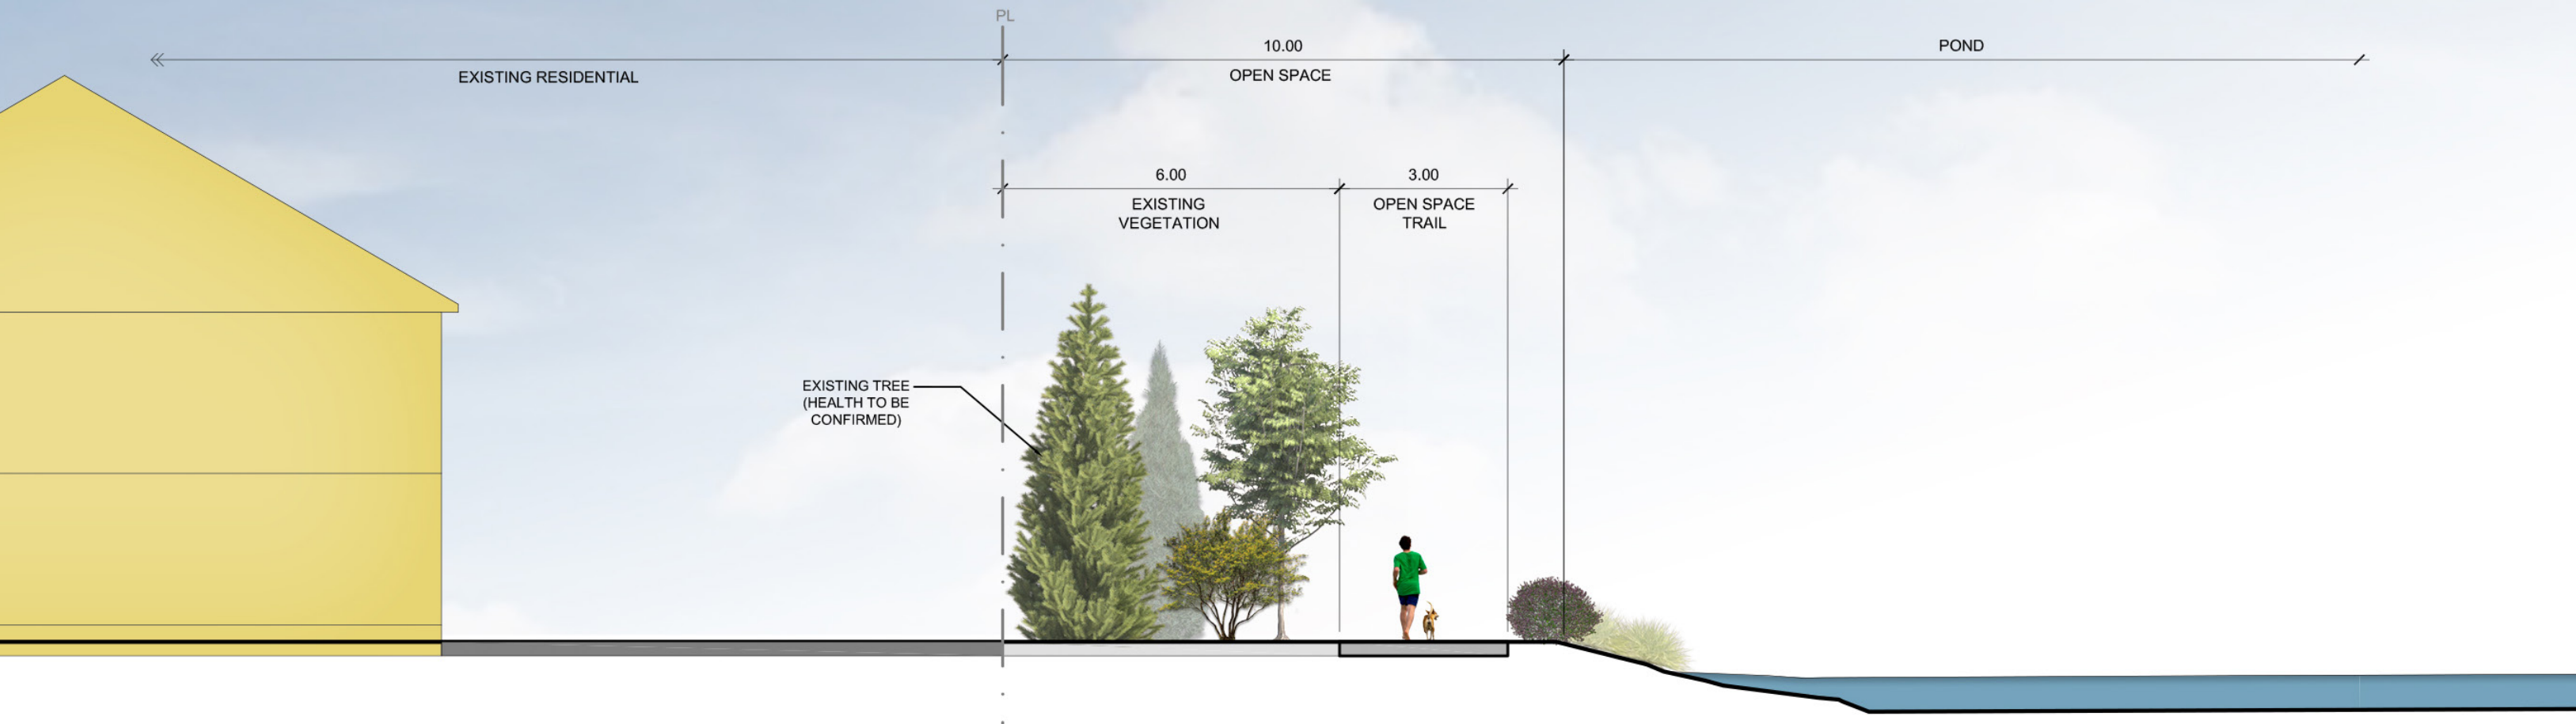 PL
10.00
POND
EXISTING RESIDENTIAL
OPEN SPACE
6.00
3.00
EXISTING
VEGETATION
OPEN SPACE
TRAIL
EXISTING TREE
(HEALTH TO BE
CONFIRMED)